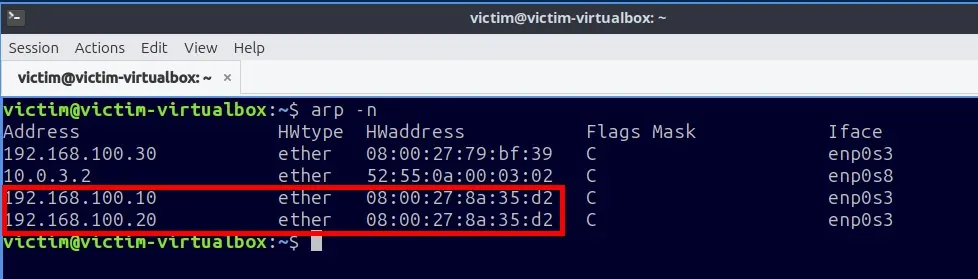 victim@victim-virtualbox: ~
Session Actions Edit View Help
victim@victim-virtualbox: ~ ×
victim@victim-virtualbox:~$ arp -n
Address HWtype HWaddress Flags Mask Iface
192.168.100.30 ether 08:00:27:79:bf:39 C enp0s3
10.0.3.2 ether 52:55:0a:00:03:02 C enp0s8
192.168.100.10 ether 08:00:27:8a:35:d2 C enp0s3
192.168.100.20 ether 08:00:27:8a:35:d2 C enp0s3
victim@victim-virtualbox:~$